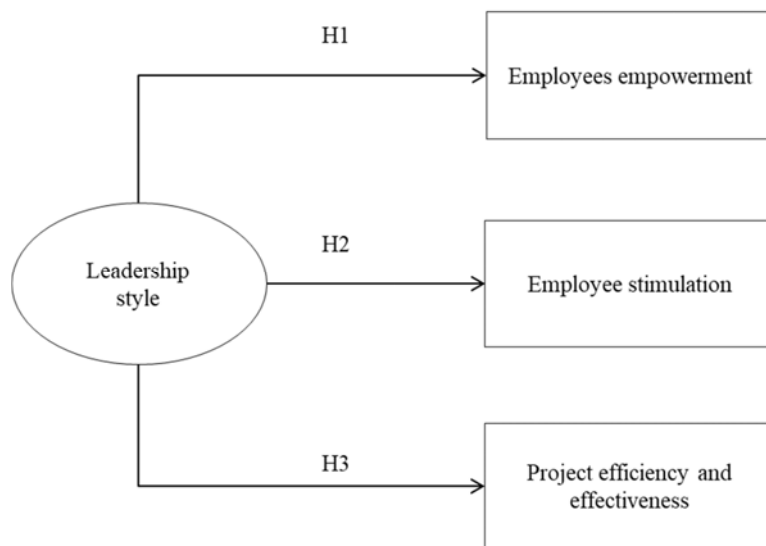 H1
Employees empowerment
Leadership
style
H2
Employee stimulation
H3
Project efficiency and
effectiveness